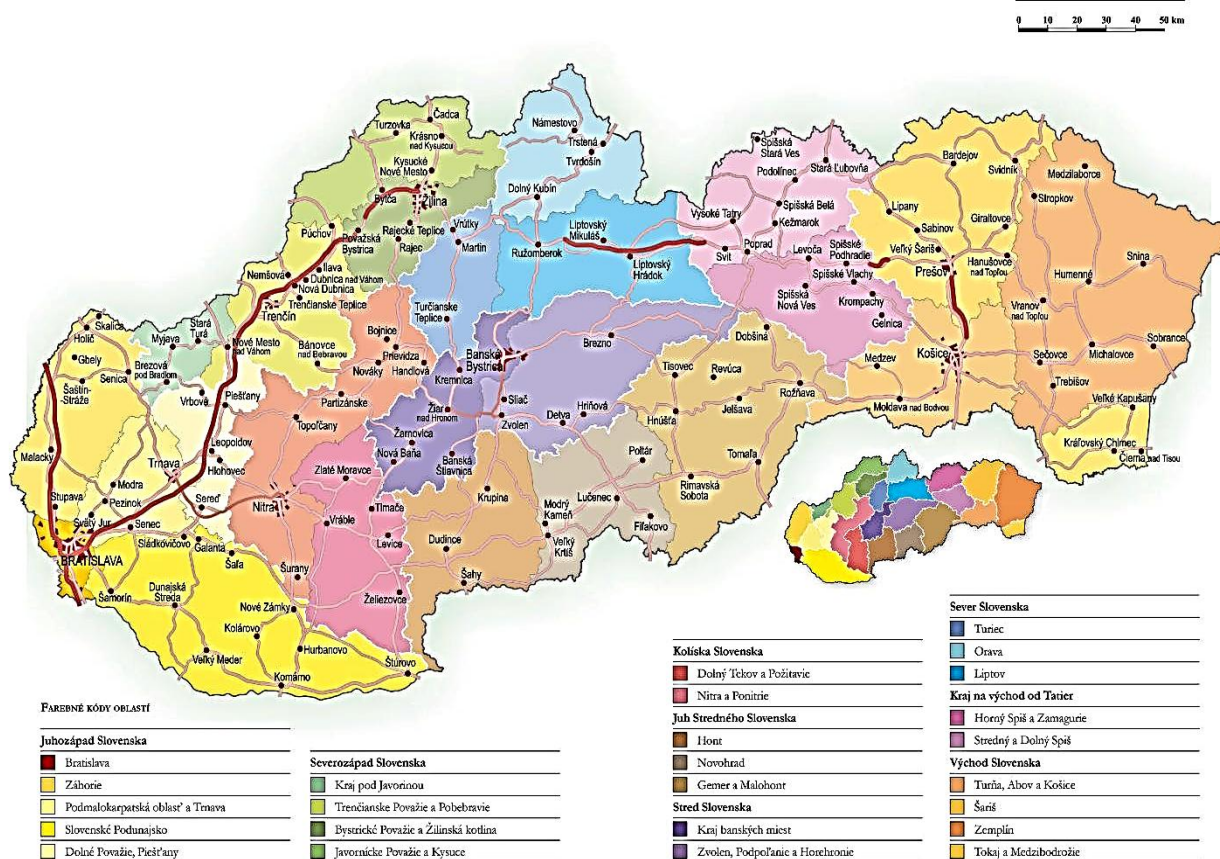 0 10 20 30 40 50 km
Čadca
Turzovka
Krásno
nad Kysucou
Kysucké
Nové Mesto
Bytča
Žilina
Námestovo
Trstená
Tvrdošín
Dolný Kubín
Spišská
Stará Ves
Podolínec
Stará Ľubovňa
Spišská Belá
Kežmarok
Vysoké Tatry
Bardejov
Svidník
Medzilaborce
Stropkov
Lipany
Giraltovce
Sabinov
Púchov
Považská
Bystrica
Rajecké Teplice
Rajec
Vrútky
Martin
Ružomberok
Liptovský
Mikuláš
Liptovský
Hrádok
Svit
Poprad
Levoča
Spišské
Podhradie
Spišské Vlachy
Veľký Šariš
Prešov
Hanušovce
nad Topľou
Snina
Humenné
Nemšová
Ilava
Dubnica nad Váhom
Nová Dubnica
Trenčianske Teplice
Trenčín
Turčianske
Teplice
Spišská
Nová Ves
Krompachy
Gelnica
Vranov
nad Topľou
Skalica
Holíč
Gbely
Stará
Turá
Myjava
Nové Mesto
nad Váhom
Bánovce
nad Bebravou
Bojnice
Prievidza
Nováky
Handlová
Banská
Bystrica
Brezno
Dobšiná
Medzev
Košice
Sečovce
Michalovce
Sobrance
Šaštín-
Stráže
Senica
Brezová
pod Bradlom
Vrbové
Piešťany
Partizánske
Kremnica
Tisovec
Revúca
Rožňava
Trebišov
Topoľčany
Žiar
nad Hronom
Sliač
Zvolen
Detva
Hriňová
Hnúšťa
Jelšava
Moldava nad Bodvou
Veľké Kapušany
Malacky
Leopoldov
Hlohovec
Trnava
Žarnovica
Nová Baňa
Banská
Štiavnica
Zlaté Moravce
Poltár
Tornaľa
Kráľovský Chlmec
Čierna nad Tisou
Stupava
Modra
Pezinok
Svätý Jur
Senec
Sereď
Nitra
Vráble
Tlmače
Levice
Krupina
Modrý
Kameň
Lučenec
Rimavská
Sobota
BRATISLAVA
Sládkovičovo
Galanta
Šaľa
Dudince
Veľký
Krtíš
Fiľakovo
Šamorín
Dunajská
Streda
Šurany
Šahy
Nové Zámky
Želiezovce
Kolárovo
Hurbanovo
Veľký Meder
Komárno
Štúrovo
FAREBNÉ KÓDY OBLASTÍ
Juhozápad Slovenska
Bratislava
Záhorie
Podmalokarpatská oblasť a Trnava
Slovenské Podunajsko
Dolné Považie, Piešťany
Severozápad Slovenska
Kraj pod Javorinou
Trenčianske Považie a Pobebravie
Bystrické Považie a Žilinská kotlina
Javornícke Považie a Kysuce
Kolíska Slovenska
Dolný Tekov a Požitavie
Nitra a Ponitrie
Juh Stredného Slovenska
Hont
Novohrad
Gemer a Malohont
Stred Slovenska
Kraj banských miest
Zvolen, Podpoľanie a Horehronie
Sever Slovenska
Turiec
Orava
Liptov
Kraj na východ od Tatier
Horný Spiš a Zamagurie
Stredný a Dolný Spiš
Východ Slovenska
Turňa, Abov a Košice
Šariš
Zemplín
Tokaj a Medzibodrožie